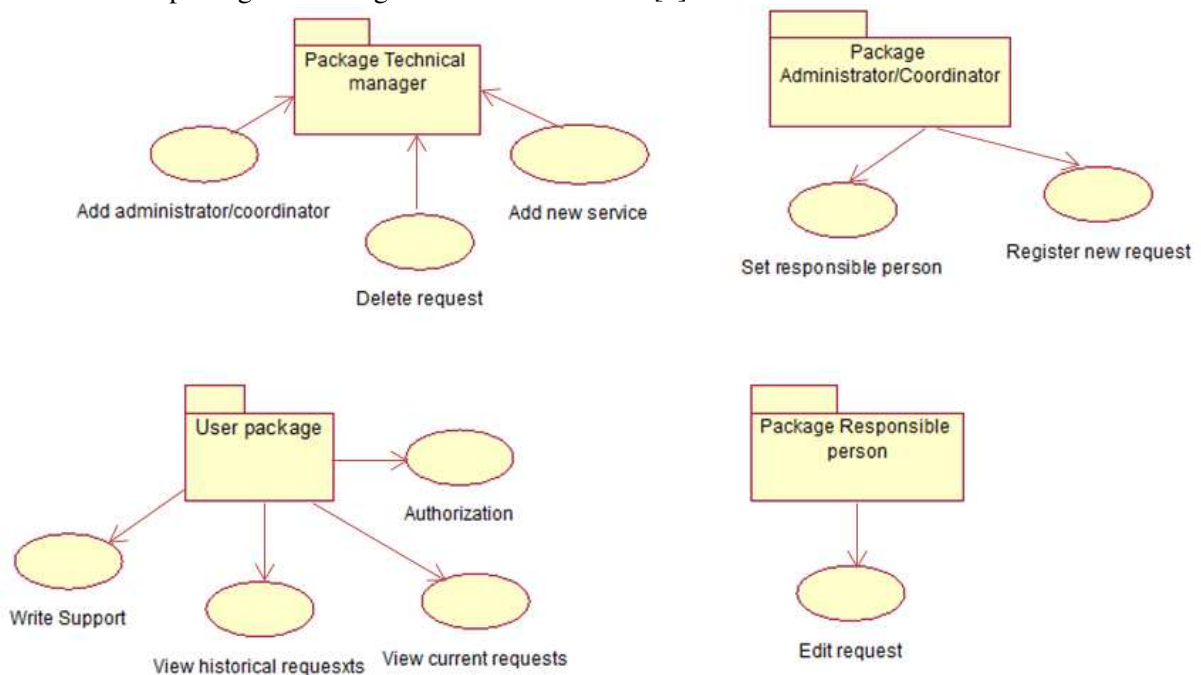 Package Technical
manager
Package
Administrator/Coordinator
Add administrator/coordinator
Add new service
Delete request
Set responsible person
Register new request
User package
Authorization
Write Support
View historical requesxts
View current requests
Package Responsible
person
Edit request